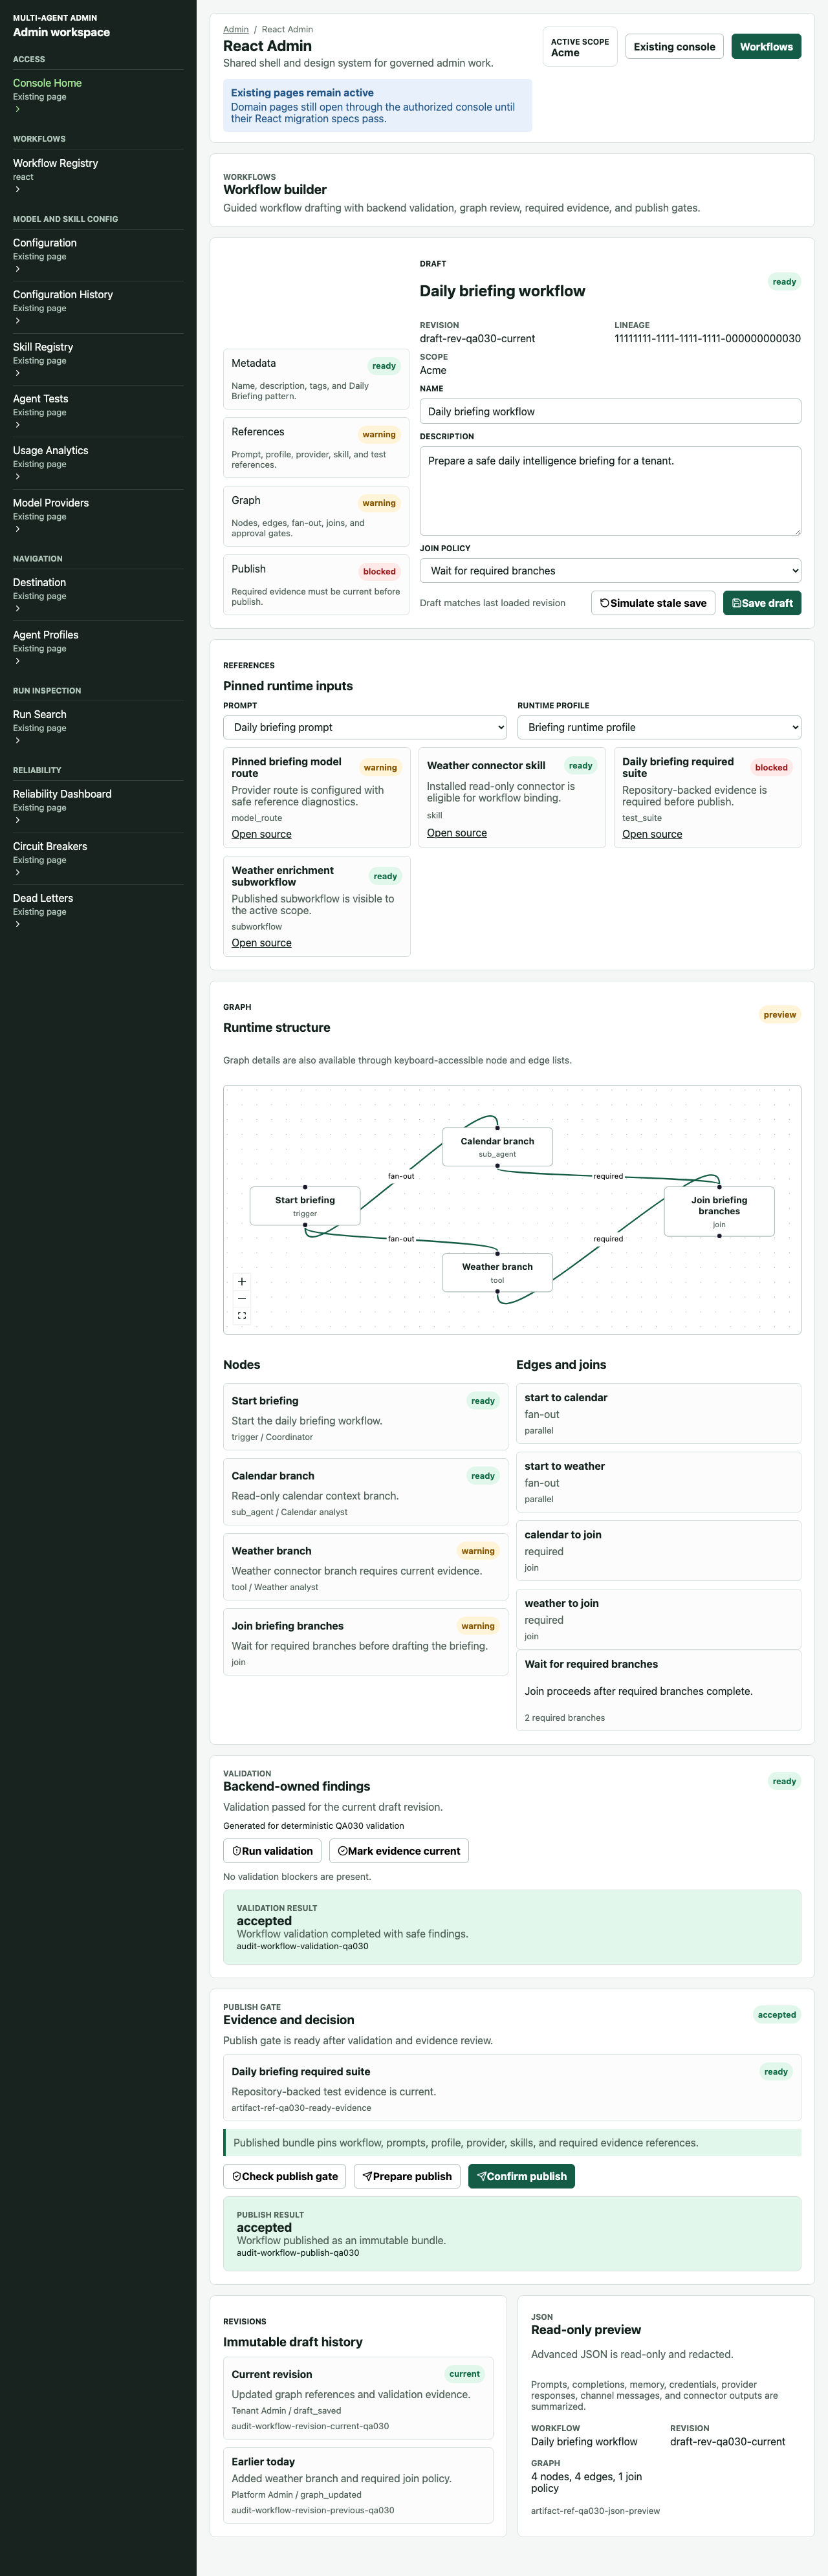 MULTI-AGENT ADMIN
Admin workspace
ACCESS
Console Home
Existing page
WORKFLOWS
Workflow Registry
react
MODEL AND SKILL CONFIG
Configuration
Existing page
Configuration History
Existing page
Skill Registry
Existing page
Agent Tests
Existing page
Usage Analytics
Existing page
Model Providers
Existing page
NAVIGATION
Destination
Existing page
Agent Profiles
Existing page
RUN INSPECTION
Run Search
Existing page
RELIABILITY
Reliability Dashboard
Existing page
Circuit Breakers
Existing page
Dead Letters
Existing page
Admin / React Admin
React Admin
Shared shell and design system for governed admin work.
Existing pages remain active
Domain pages still open through the authorized console until
their React migration specs pass.
ACTIVE SCOPE
Acme
Existing console
Workflows
WORKFLOWS
Workflow builder
Guided workflow drafting with backend validation, graph review, required evidence, and publish gates.
Metadata
ready
Name, description, tags, and Daily
Briefing pattern.
References
warning
Prompt, profile, provider, skill, and test
references.
Graph
warning
Nodes, edges, fan-out, joins, and
approval gates.
Publish
blocked
Required evidence must be current before
publish.
DRAFT
Daily briefing workflow
ready
REVISION
draft-rev-qa030-current
LINEAGE
11111111-1111-1111-1111-000000000030
SCOPE
Acme
NAME
Daily briefing workflow
DESCRIPTION
Prepare a safe daily intelligence briefing for a tenant.
JOIN POLICY
Wait for required branches
Draft matches last loaded revision
Simulate stale save
Save draft
REFERENCES
Pinned runtime inputs
PROMPT
Daily briefing prompt
RUNTIME PROFILE
Briefing runtime profile
Pinned briefing model
route
warning
Provider route is configured with
safe reference diagnostics.
model_route
Open source
Weather connector skill
ready
Installed read-only connector is
eligible for workflow binding.
skill
Open source
Daily briefing required
suite
blocked
Repository-backed evidence is
required before publish.
test_suite
Open source
Weather enrichment
subworkflow
ready
Published subworkflow is visible to
the active scope.
subworkflow
Open source
GRAPH
Runtime structure
preview
Graph details are also available through keyboard-accessible node and edge lists.
Calendar branch
sub_agent
fan-out
required
Start briefing
trigger
Join briefing
branches
join
fan-out
required
Weather branch
tool
Nodes
Start briefing
ready
Start the daily briefing workflow.
trigger / Coordinator
Calendar branch
ready
Read-only calendar context branch.
sub_agent / Calendar analyst
Weather branch
warning
Weather connector branch requires current evidence.
tool / Weather analyst
Join briefing branches
warning
Wait for required branches before drafting the briefing.
join
Edges and joins
start to calendar
fan-out
parallel
start to weather
fan-out
parallel
calendar to join
required
join
weather to join
required
join
Wait for required branches
Join proceeds after required branches complete.
2 required branches
VALIDATION
Backend-owned findings
ready
Validation passed for the current draft revision.
Generated for deterministic QA030 validation
Run validation
Mark evidence current
No validation blockers are present.
VALIDATION RESULT
accepted
Workflow validation completed with safe findings.
audit-workflow-validation-qa030
PUBLISH GATE
Evidence and decision
accepted
Publish gate is ready after validation and evidence review.
Daily briefing required suite
ready
Repository-backed test evidence is current.
artifact-ref-qa030-ready-evidence
Published bundle pins workflow, prompts, profile, provider, skills, and required evidence references.
Check publish gate
Prepare publish
Confirm publish
PUBLISH RESULT
accepted
Workflow published as an immutable bundle.
audit-workflow-publish-qa030
REVISIONS
Immutable draft history
Current revision
current
Updated graph references and validation evidence.
Tenant Admin / draft_saved
audit-workflow-revision-current-qa030
Earlier today
Added weather branch and required join policy.
Platform Admin / graph_updated
audit-workflow-revision-previous-qa030
JSON
Read-only preview
Advanced JSON is read-only and redacted.
Prompts, completions, memory, credentials, provider
responses, channel messages, and connector outputs are
summarized.
WORKFLOW
Daily briefing workflow
REVISION
draft-rev-qa030-current
GRAPH
4 nodes, 4 edges, 1 join
policy
artifact-ref-qa030-json-preview